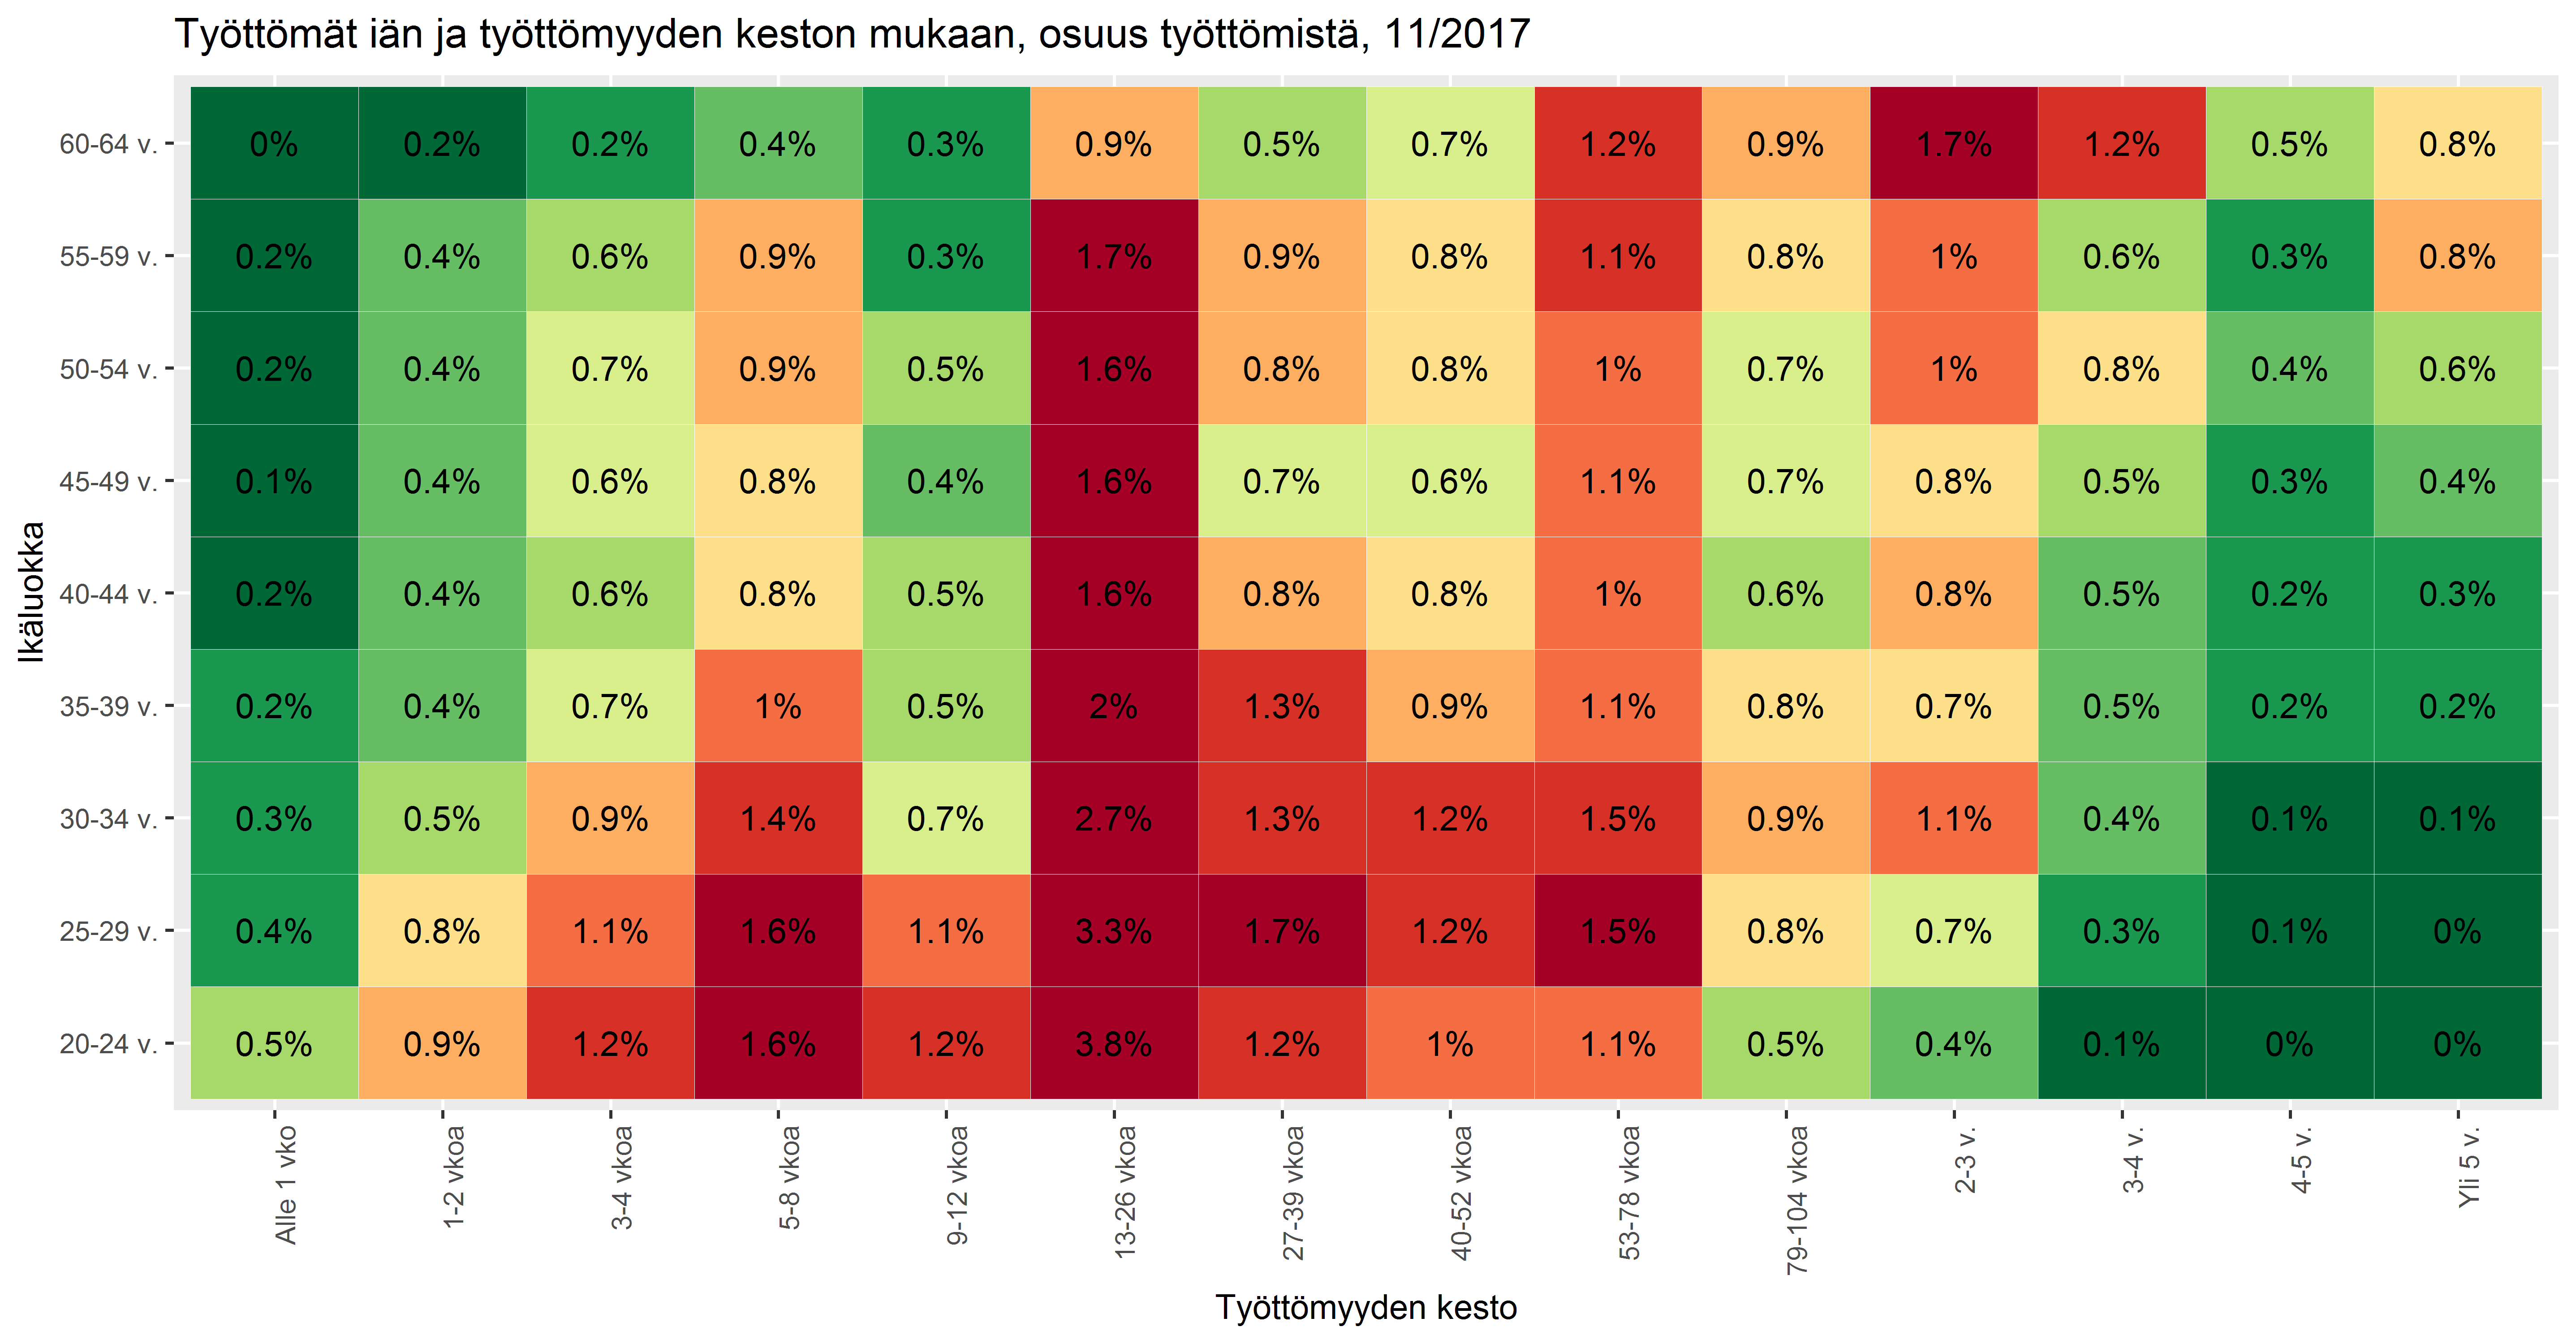 Työttömät iän ja työttömyyden keston mukaan, osuus työttömistä, 11/2017
60-64 v. 0% 0.2% 0.2% 0.4% 0.3% 0.9% 0.5% 0.7% 1.2% 0.9% 1.7% 1.2% 0.5% 0.8%
55-59 v. 0.2% 0.4% 0.6% 0.9% 0.3% 1.7% 0.9% 0.8% 1.1% 0.8% 1% 0.6% 0.3% 0.8%
50-54 v. 0.2% 0.4% 0.7% 0.9% 0.5% 1.6% 0.8% 0.8% 1% 0.7% 1% 0.8% 0.4% 0.6%
45-49 v. 0.1% 0.4% 0.6% 0.8% 0.4% 1.6% 0.7% 0.6% 1.1% 0.7% 0.8% 0.5% 0.3% 0.4%
40-44 v. 0.2% 0.4% 0.6% 0.8% 0.5% 1.6% 0.8% 0.8% 1% 0.6% 0.8% 0.5% 0.2% 0.3%
35-39 v. 0.2% 0.4% 0.7% 1% 0.5% 2% 1.3% 0.9% 1.1% 0.8% 0.7% 0.5% 0.2% 0.2%
30-34 v. 0.3% 0.5% 0.9% 1.4% 0.7% 2.7% 1.3% 1.2% 1.5% 0.9% 1.1% 0.4% 0.1% 0.1%
25-29 v. 0.4% 0.8% 1.1% 1.6% 1.1% 3.3% 1.7% 1.2% 1.5% 0.8% 0.7% 0.3% 0.1% 0%
20-24 v. 0.5% 0.9% 1.2% 1.6% 1.2% 3.8% 1.2% 1% 1.1% 0.5% 0.4% 0.1% 0% 0%
Ikäluokka
Alle 1 vko
1-2 vkoa
3-4 vkoa
5-8 vkoa
9-12 vkoa
13-26 vkoa
27-39 vkoa
40-52 vkoa
53-78 vkoa
79-104 vkoa
2-3 v.
3-4 v.
4-5 v.
Yli 5 v.
Työttömyyden kesto